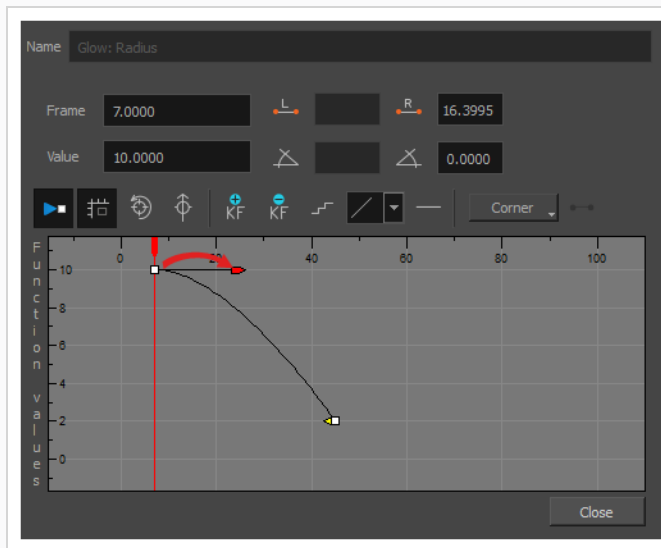 Name Glow: Radius
Frame 7.0000 L R 16.3995
Value 10.0000 0.0000
KF KF Corner
Function values
0 20 40 60 80 100
10
8
6
4
2
0
Close